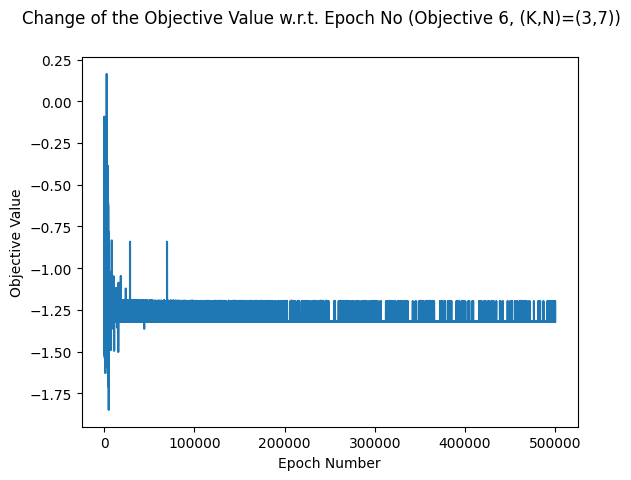 Change of the Objective Value w.r.t. Epoch No (Objective 6, (K,N)=(3,7))
0.25
0.00
−0.25
−0.50
−0.75
−1.00
−1.25
−1.50
−1.75
Objective Value
0 100000 200000 300000 400000 500000
Epoch Number